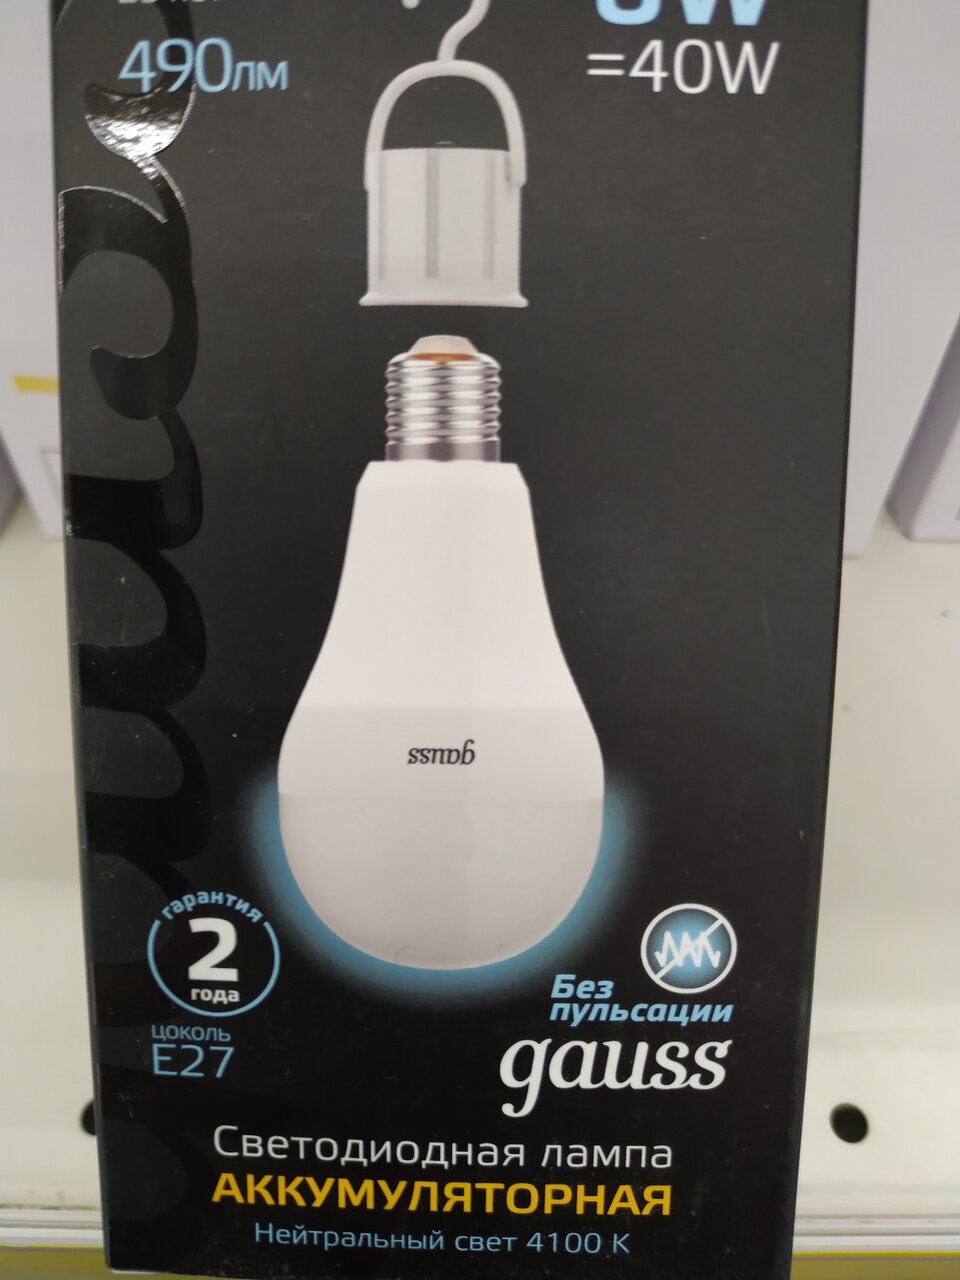 490лм
=40W
gauss
гарантия
2
года
цоколь
E27
Без
пульсации
gauss
Светодиодная лампа
АККУМУЛЯТОРНАЯ
Нейтральный свет 4100 К